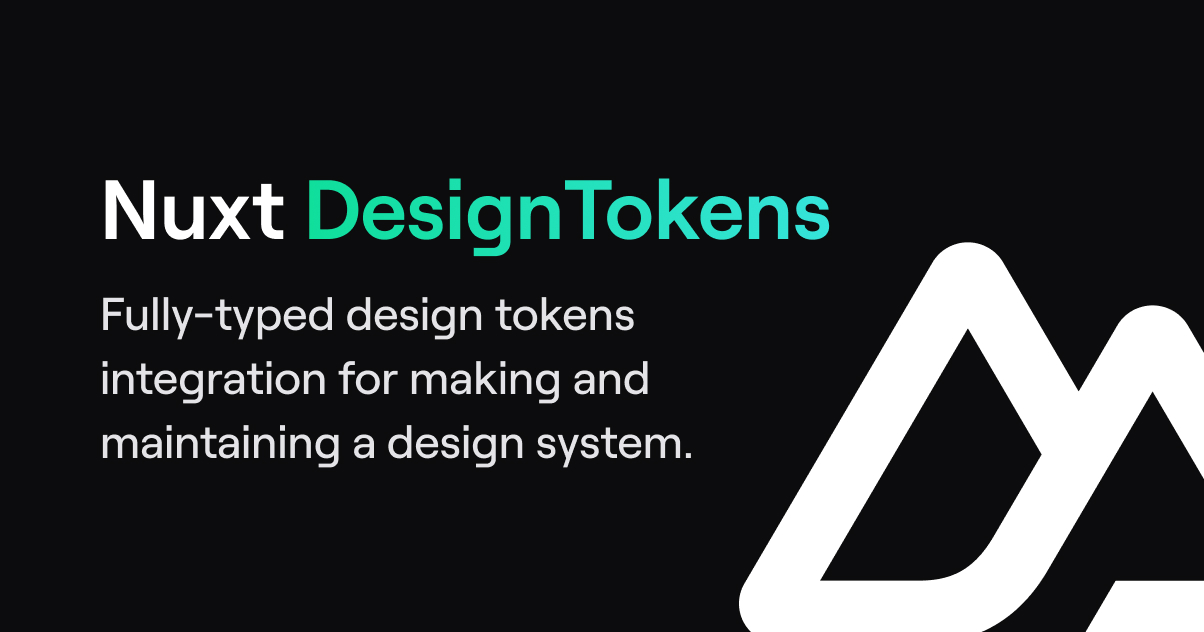 Nuxt DesignTokens
Fully-typed design tokens
integration for making and
maintaining a design system.